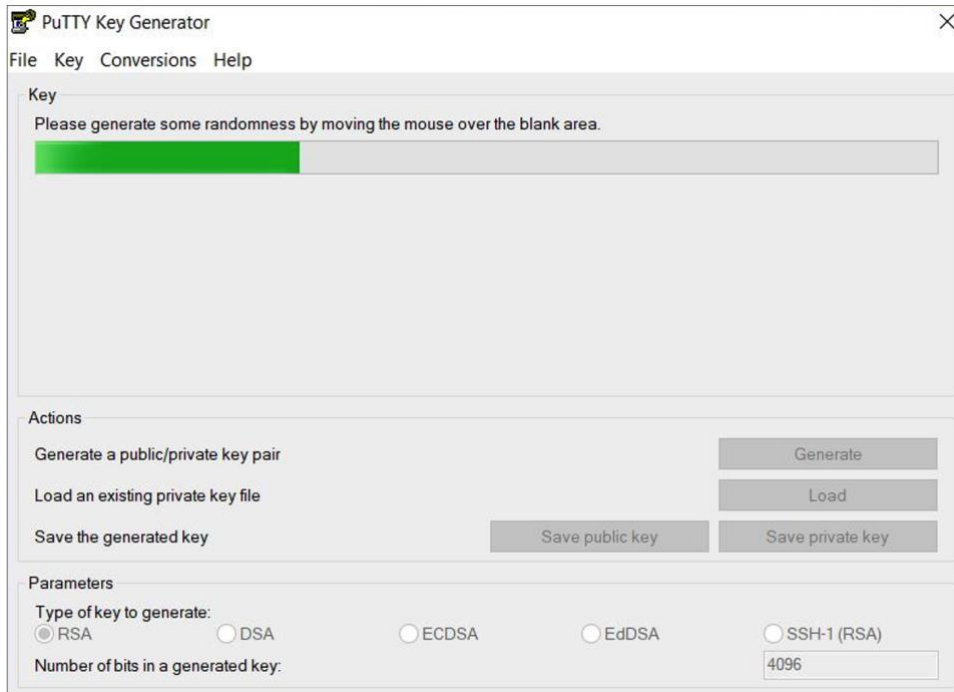 PuTTY Key Generator
File Key Conversions Help
Key
Please generate some randomness by moving the mouse over the blank area.
Actions
Generate a public/private key pair Generate
Load an existing private key file Load
Save the generated key Save public key Save private key
Parameters
Type of key to generate:
RSA DSA ECDSA EdDSA SSH-1 (RSA)
Number of bits in a generated key: 4096